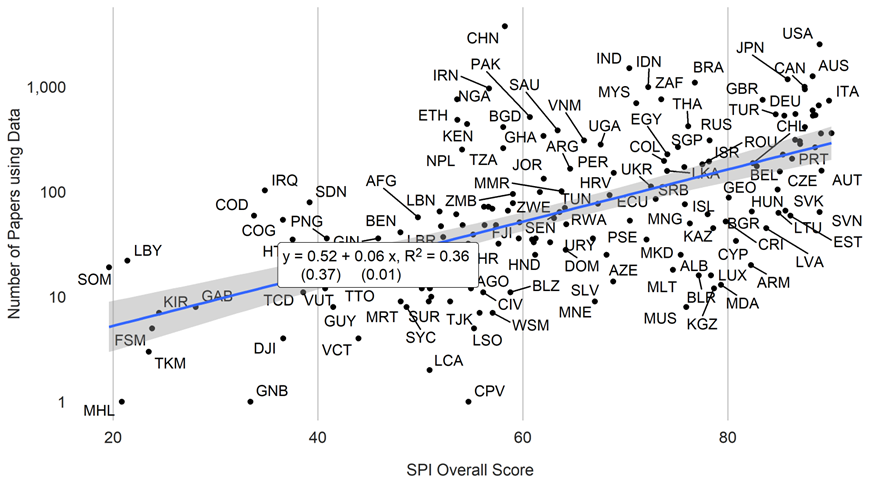 CHN
USA
JPN
PAK
IND
IDN
CAN
IRN
SAU
BRA
AUS
ZAF
1,000
NGA
MYS
GBR
DEU
ITA
VNM
THA
TUR
ETH
BGD
EGY
RUS
CHL
KEN
GHA
UGA
SGP
ROU
ARG
COL
ISR
NPL
TZA
PER
JOR
UKR
LKA
PRT
IRQ
AFG
MMR
HRV
SRB
BEL
CZE
AUT
SDN
LBN
ZMB
TUN
ECU
GEO
100
COD
ZWE
HUN
SVK
PNG
BEN
RWA
MNG
ISL
LTU
SVN
COG
GIN
LBR
FJI
SEN
PSE
KAZ
BGR
EST
LBY
URY
MKD
CYP
CRI
LVA
SOM
HND
DOM
AZE
ALB
ARM
y = 0.52 + 0.06 x, R² = 0.36
(0.37) (0.01)
MLT
LUX
AGO
BLZ
SLV
10
KIR
GAB
TCD
VUT
TTO
CIV
MNE
BLR
MDA
GUY
MRT
SUR
TJK
WSM
MUS
KGZ
FSM
SYC
LSO
TKM
DJI
VCT
LCA
GNB
CPV
1
MHL
20
40
60
80
SPI Overall Score
Number of Papers using Data